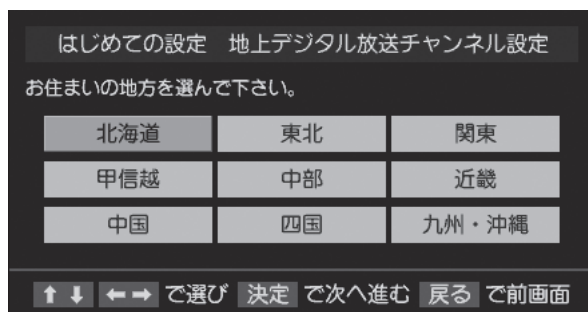 はじめての設定 地上デジタル放送チャンネル設定
お住まいの地方を選んで下さい。
北海道 東北 関東
甲信越 中部 近畿
中国 四国 九州・沖縄
↑ ↓ ←→ で選び 決定 で次へ進む 戻る で前画面